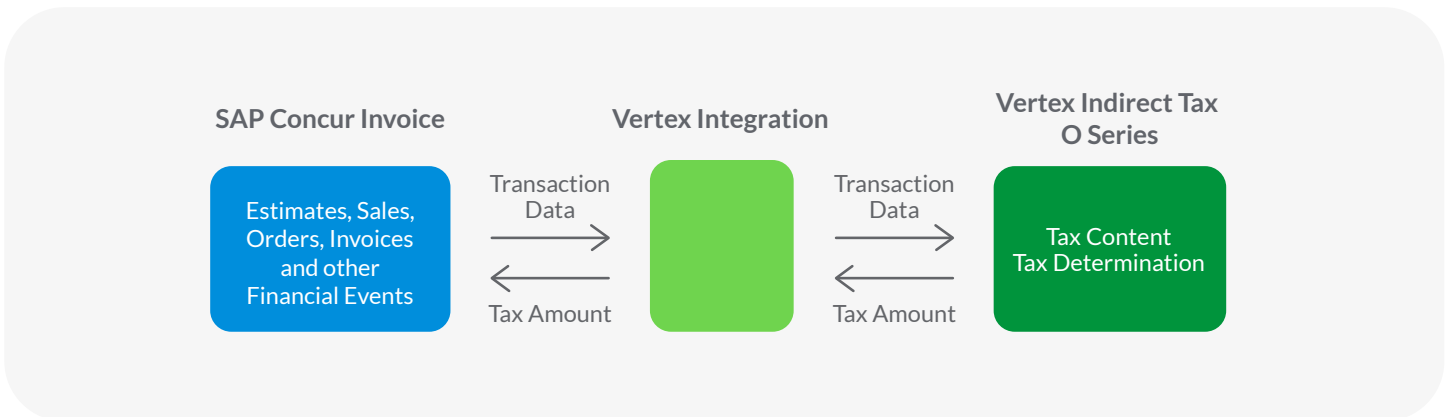 SAP Concur Invoice
Estimates, Sales,
Orders, Invoices
and other
Financial Events
Transaction
Data
Tax Amount
Vertex Integration
Transaction
Data
Tax Amount
Vertex Indirect Tax
O Series
Tax Content
Tax Determination